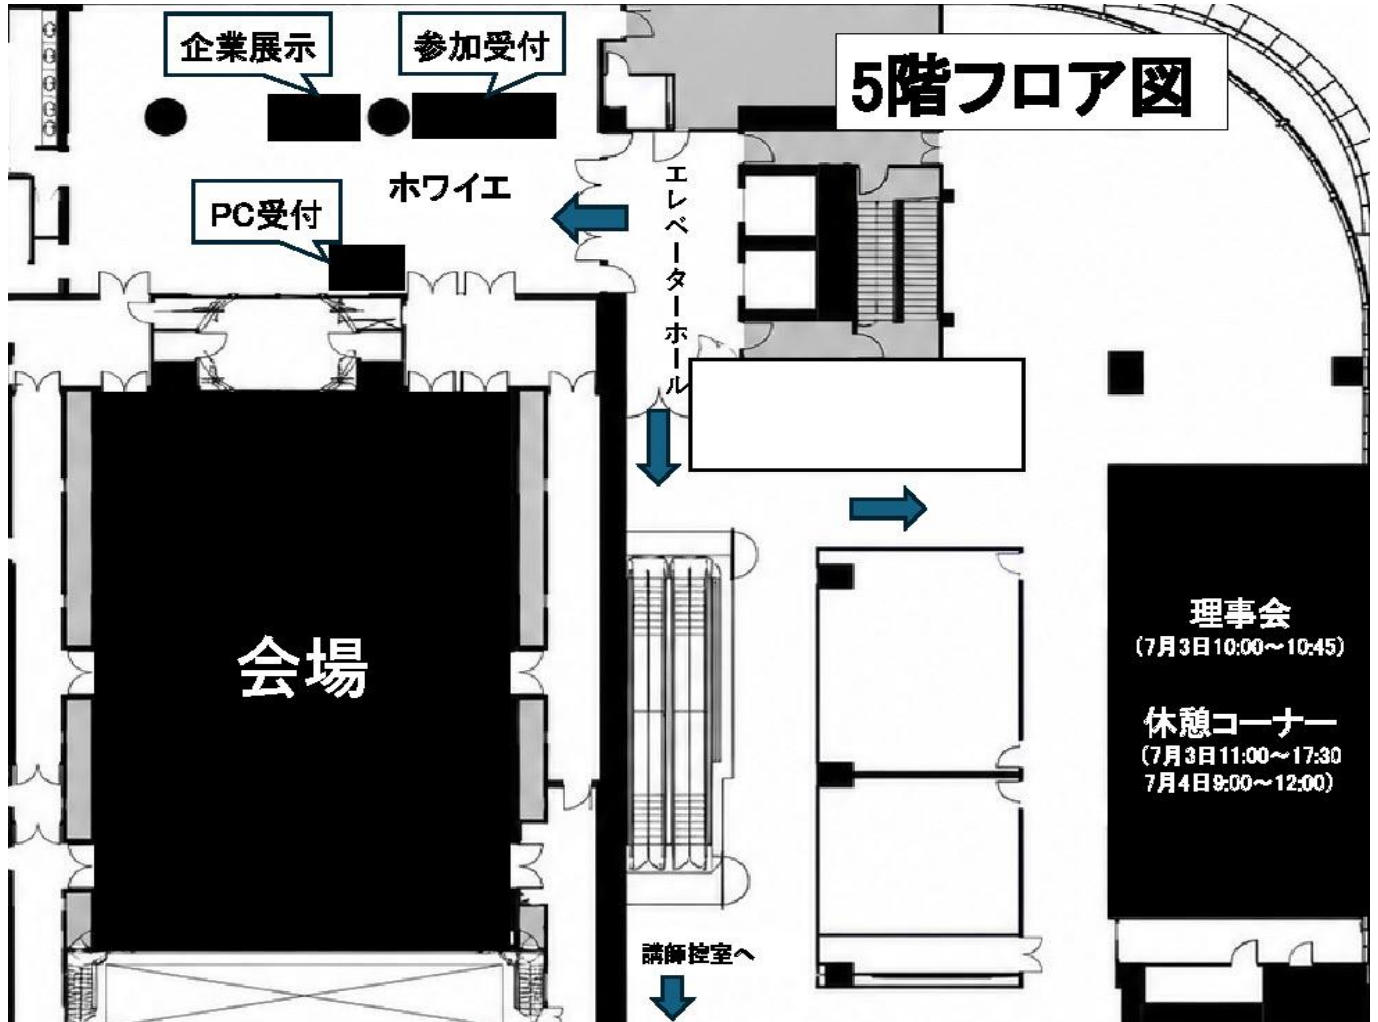 5階フロア図
企業展示
参加受付
PC受付
ホワイエ
エレベーターホール
会場
理事会
(7月3日10:00～10:45)
休憩コーナー
(7月3日11:00～17:30
7月4日9:00～12:00)
講師控室へ